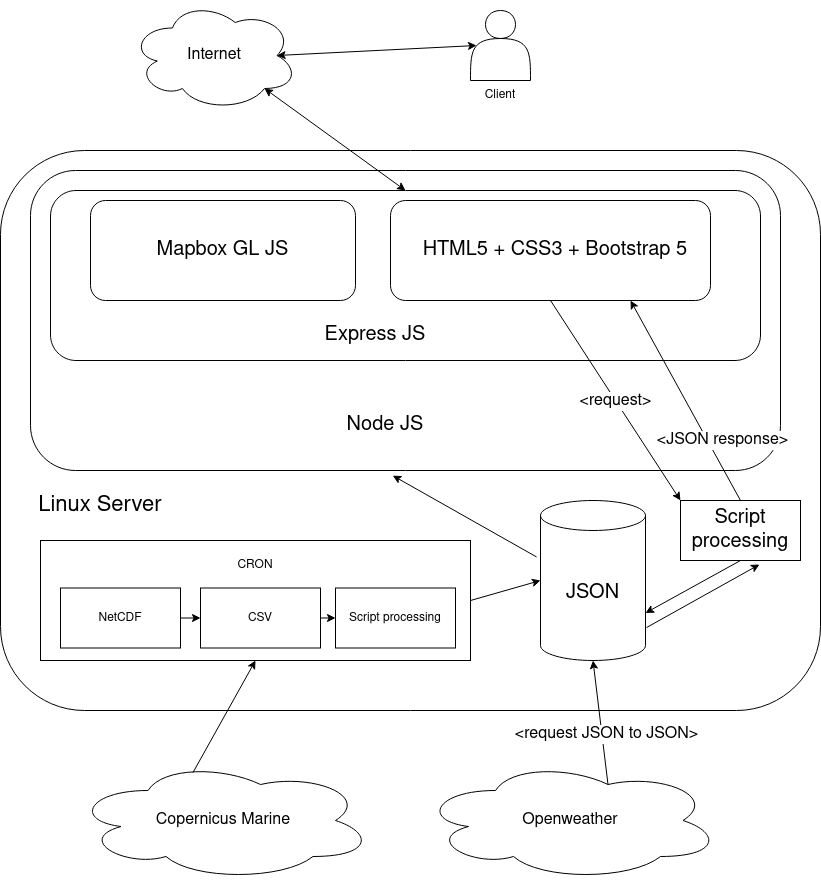 Internet
Client
Mapbox GL JS
HTML5 + CSS3 + Bootstrap 5
Express JS
<request>
Node JS
<JSON response>
Linux Server
Script
processing
CRON
JSON
NetCDF
CSV
Script processing
<request JSON to JSON>
Copernicus Marine
Openweather